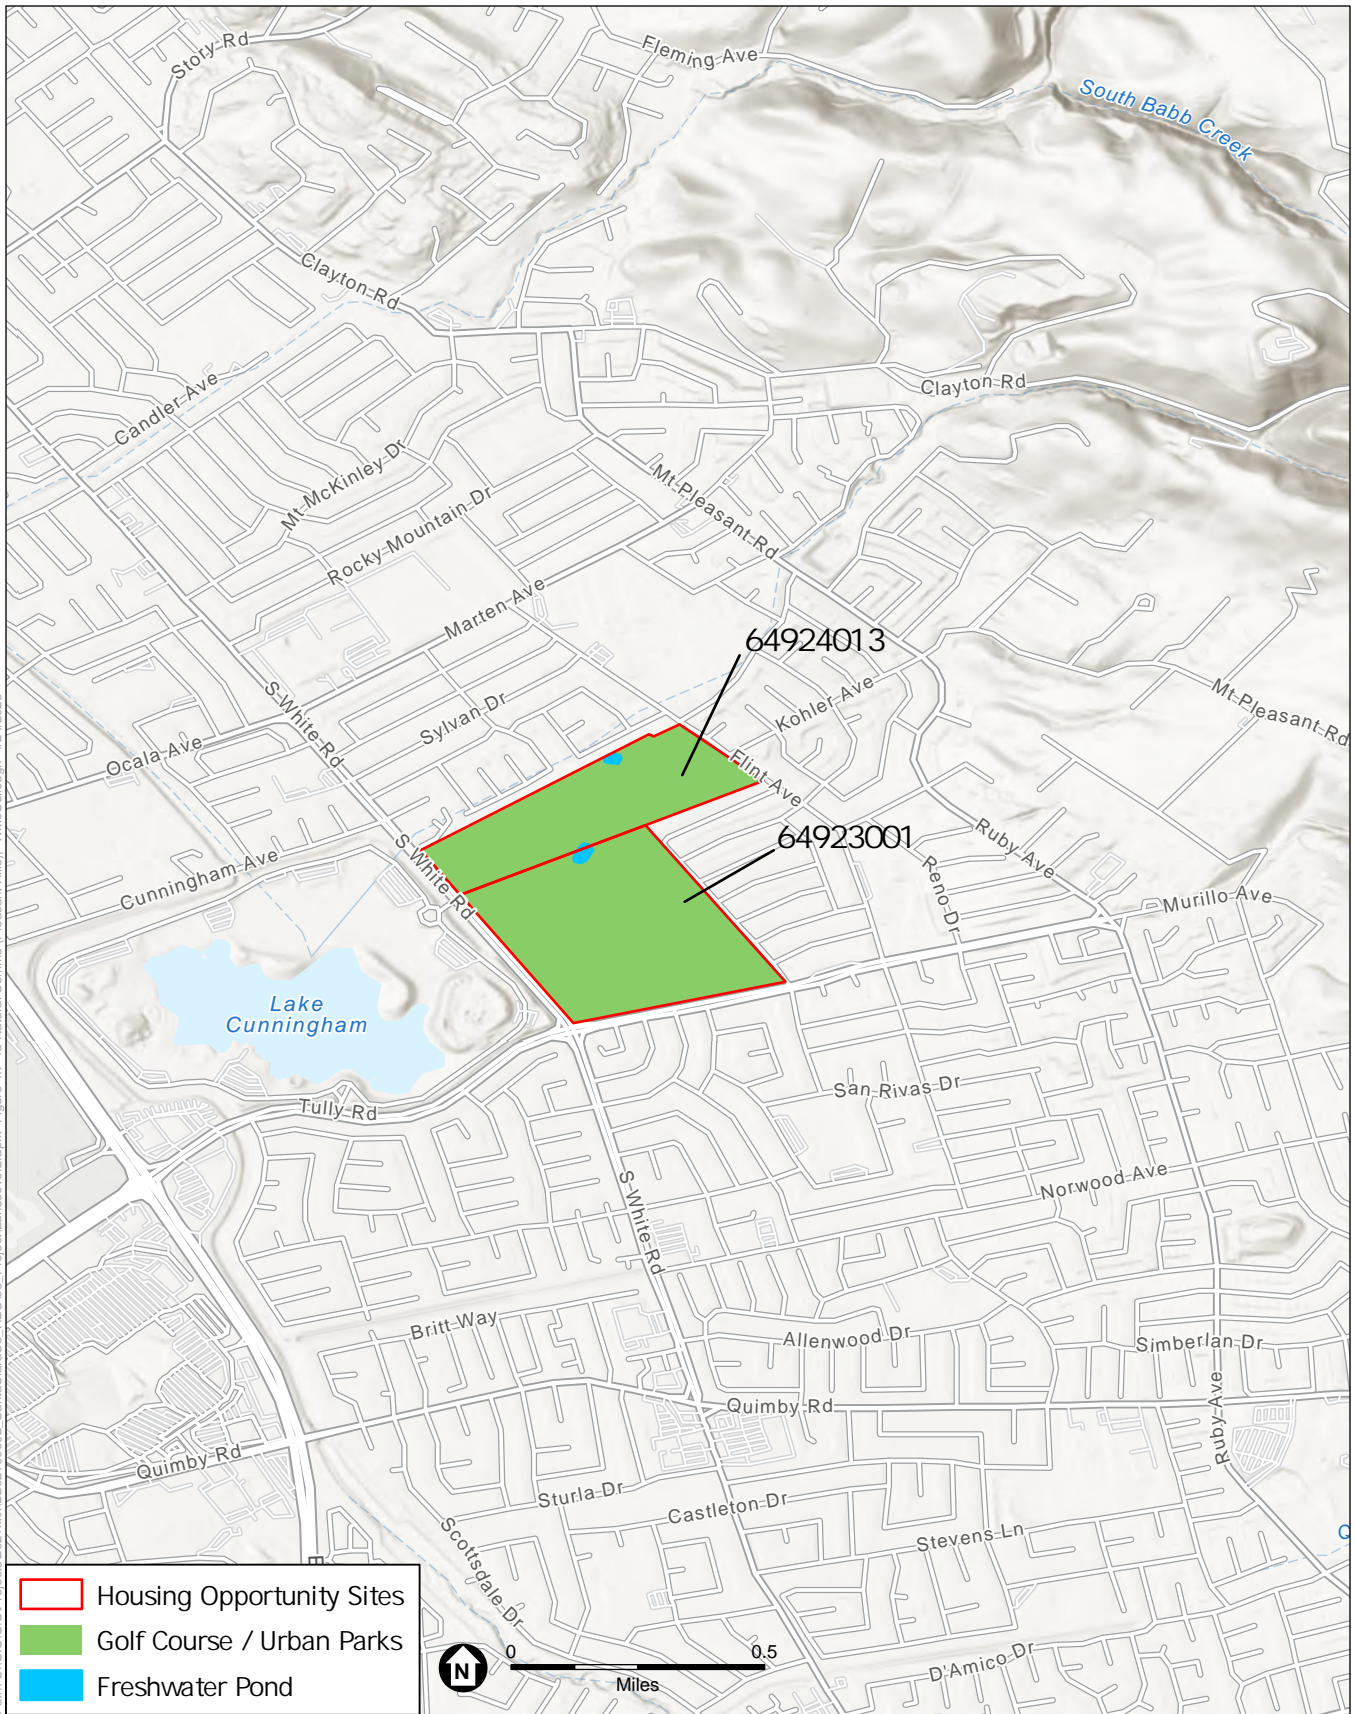 Story Rd
Fleming Ave
South Babb Creek
Clayton Rd
Clayton Rd
Candler Ave
Mt McKinley Dr
Mt Pleasant Rd
Rocky Mountain Dr
Marten Ave
64924013
Kohler Ave
Mt Pleasant Rd
S White Rd
Sylvan Dr
Ocala Ave
Flint Ave
64923001
Ruby Ave
Reno Dr
Murillo Ave
S White Rd
Cunningham Ave
Lake
Cunningham
Tully Rd
San Rivas Dr
Norwood Ave
S White Rd
Britt Way
Allenwood Dr
Simberlan Dr
Quimby Rd
Ruby Ave
Quimby Rd
Sturla Dr
Castleton Dr
Stevens Ln
Scottsdale Dr
D'Amico Dr
Q
E
Housing Opportunity Sites
Golf Course / Urban Parks
Freshwater Pond
N
0
0.5
Miles